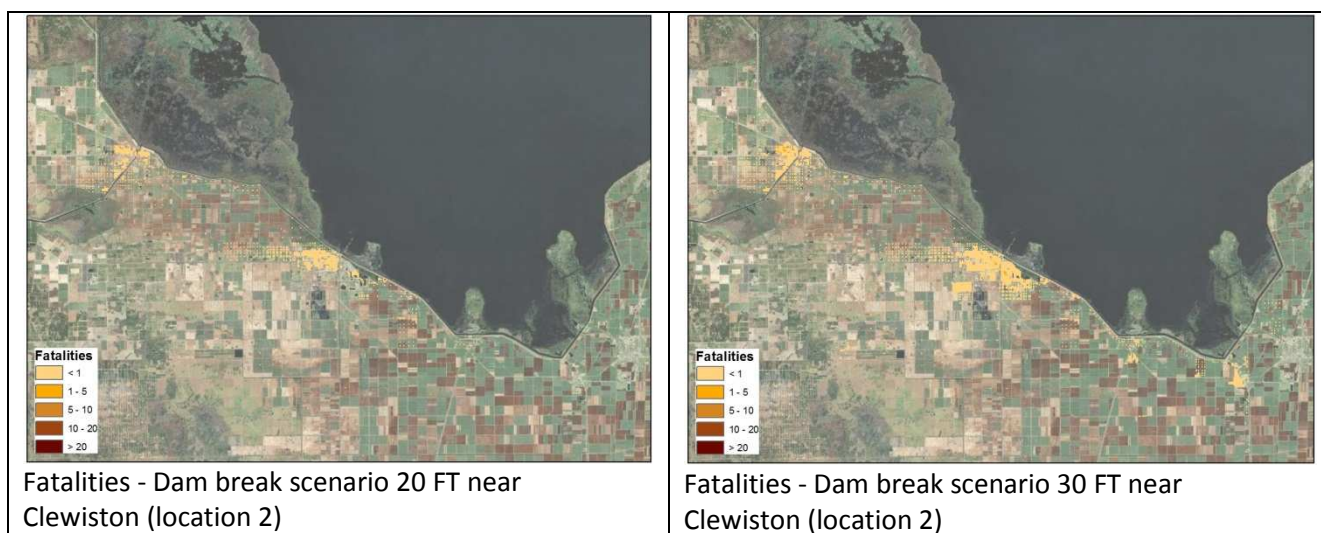 Fatalities
< 1
1 - 5
5 - 10
10 - 20
> 20
Fatalities - Dam break scenario 20 FT near
Clewiston (location 2)
Fatalities
< 1
1 - 5
5 - 10
10 - 20
> 20
Fatalities - Dam break scenario 30 FT near
Clewiston (location 2)